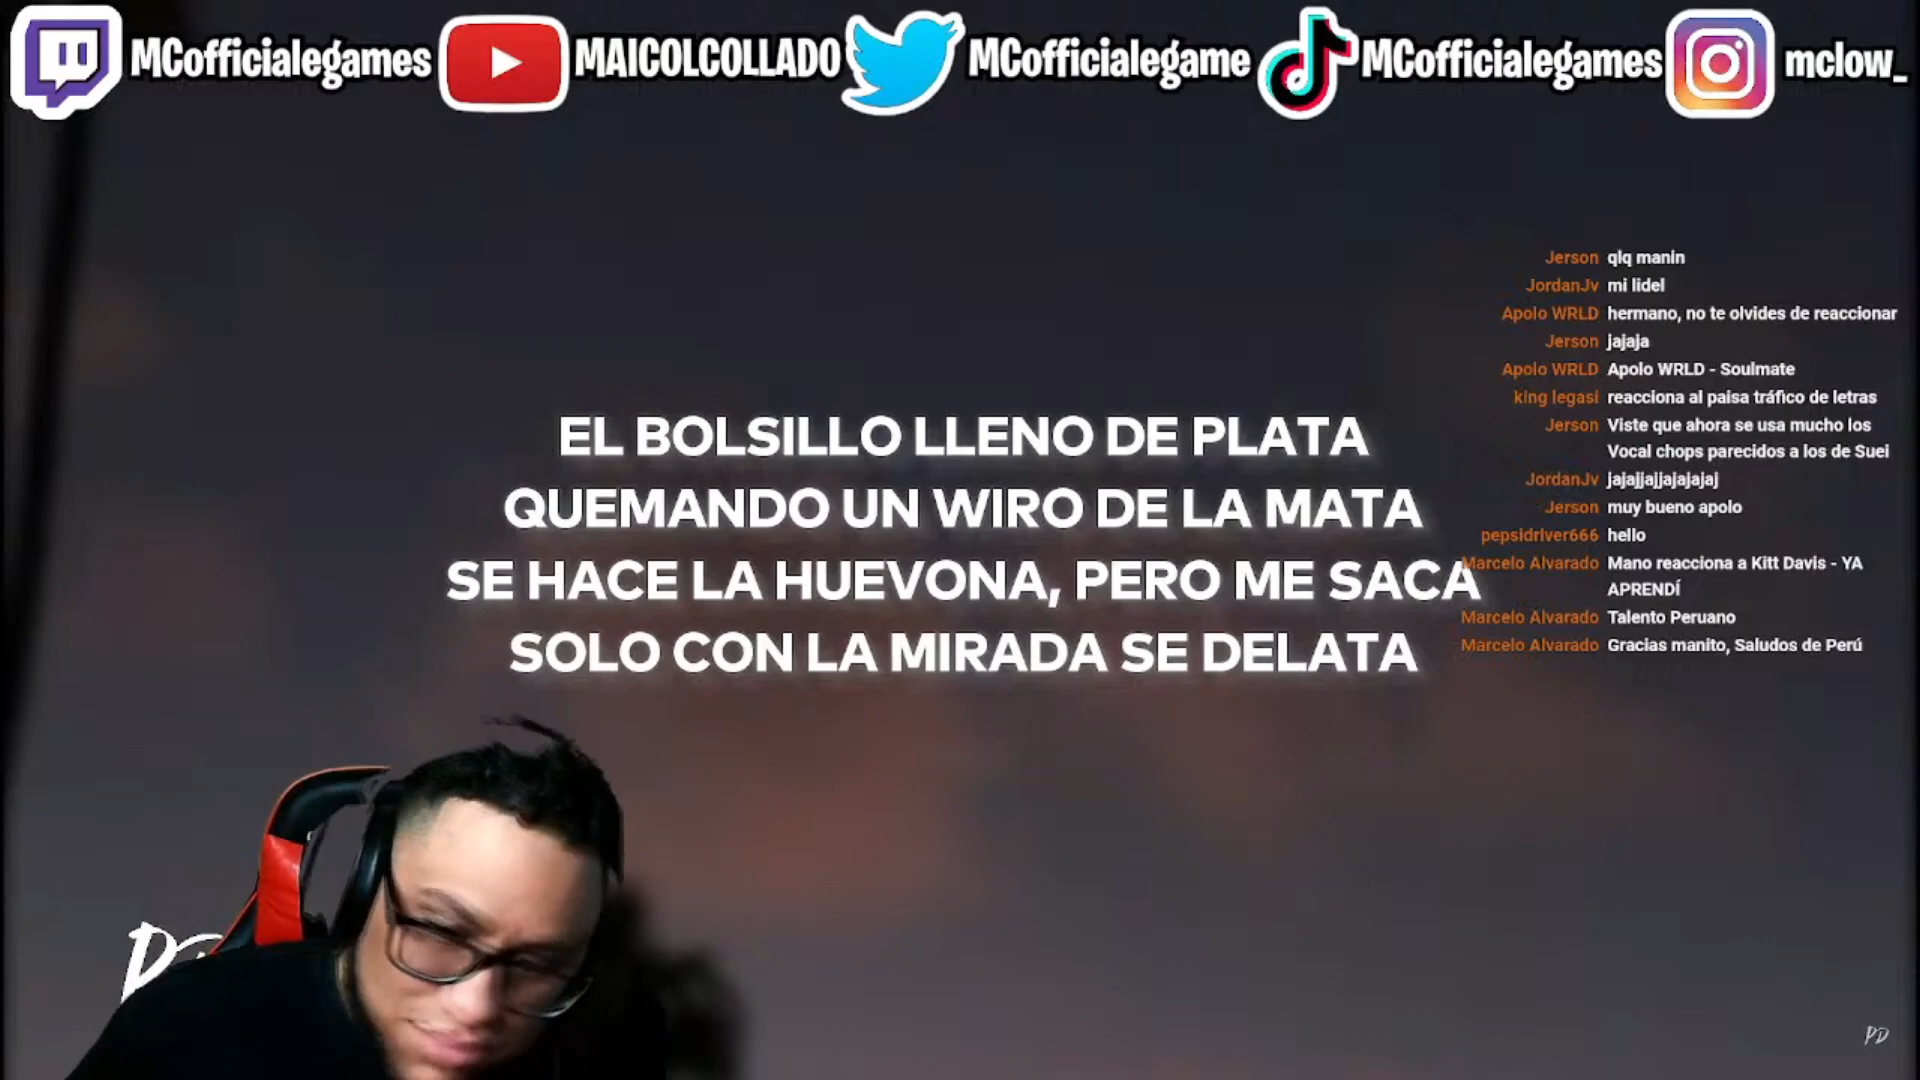 MCofficialegames MAICOLCOLLADO MCofficialegame MCofficialegames mclow_
Jerson qlq manin
JordanJv mi lidel
Apolo WRLD hermano, no te olvides de reaccionar
Jerson jajaja
Apolo WRLD Apolo WRLD - Soulmate
king legasi reacciona al paisa tráfico de letras
Jerson Viste que ahora se usa mucho los
Vocal chops parecidos a los de Suei
JordanJv jajajjajjajajajaj
Jerson muy bueno apolo
pepsidriver666 hello
Marcelo Alvarado Mano reacciona a Kitt Davis - YA
APRENDÍ
Marcelo Alvarado Talento Peruano
Marcelo Alvarado Gracias manito, Saludos de Perú
EL BOLSILLO LLENO DE PLATA
QUEMANDO UN WIRO DE LA MATA
SE HACE LA HUEVONA, PERO ME SACA
SOLO CON LA MIRADA SE DELATA
PD